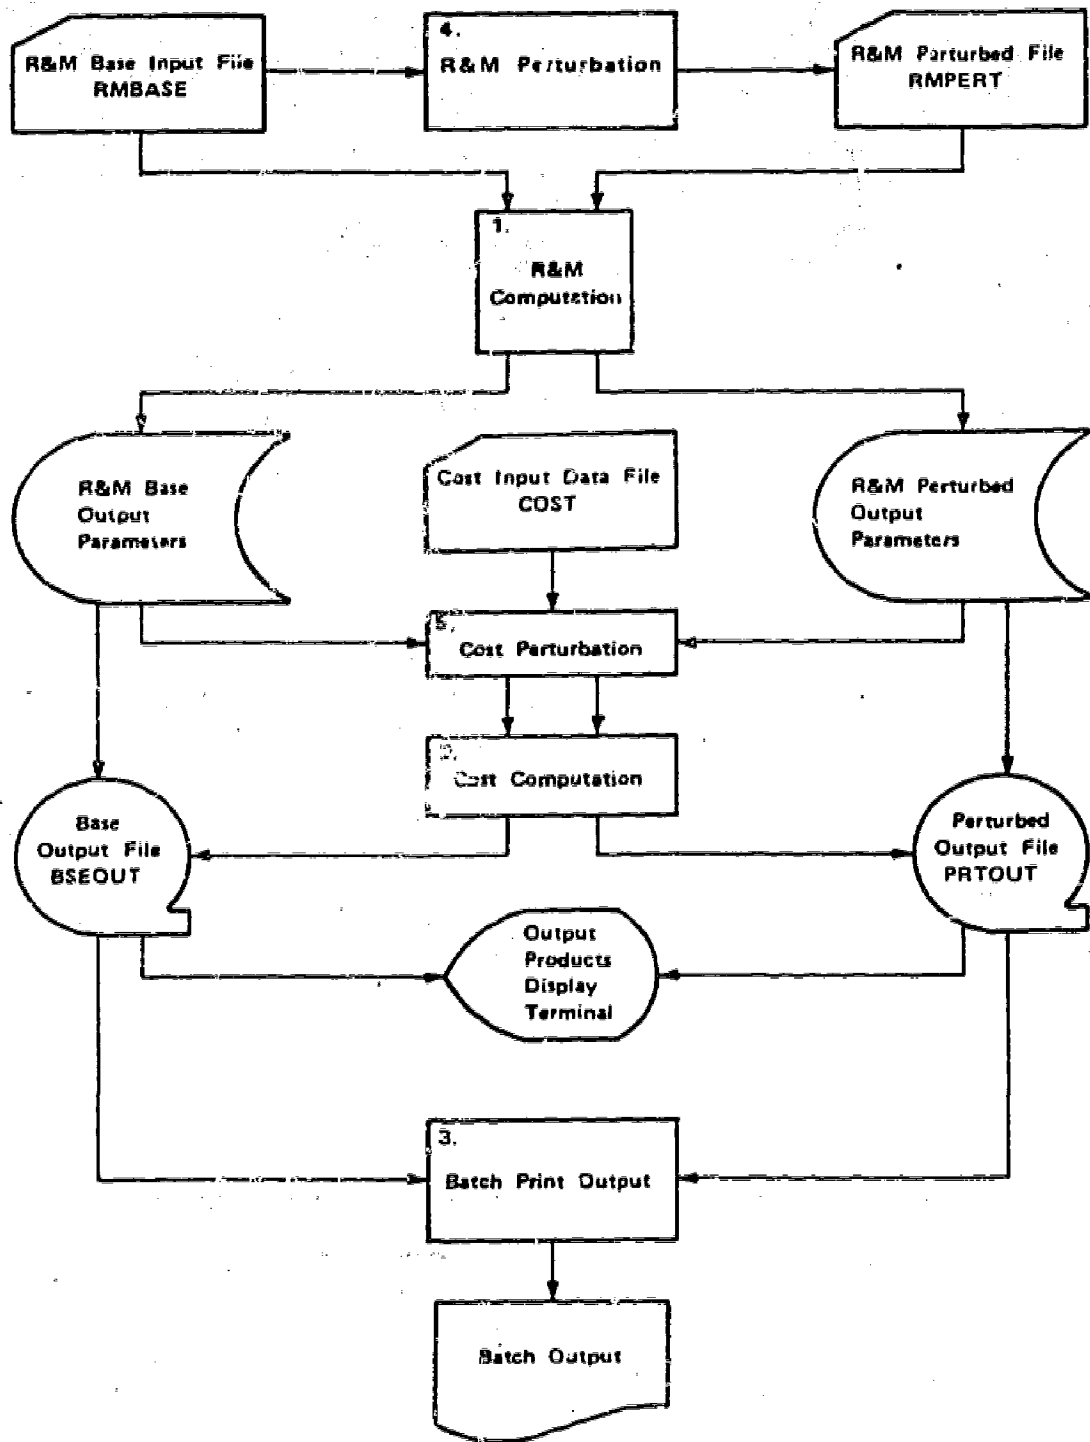 R&M Base Input File
RMBASE
4.
R&M Perturbation
R&M Perturbed File
RMPERT
1.
R&M
Computation
R&M Base
Output
Parameters
Cost Input Data File
COST
R&M Perturbed
Output
Parameters
5.
Cost Perturbation
Cost Computation
Base
Output File
BSEOUT
Perturbed
Output File
PRTOUT
Output
Products
Display
Terminal
3.
Batch Print Output
Batch Output